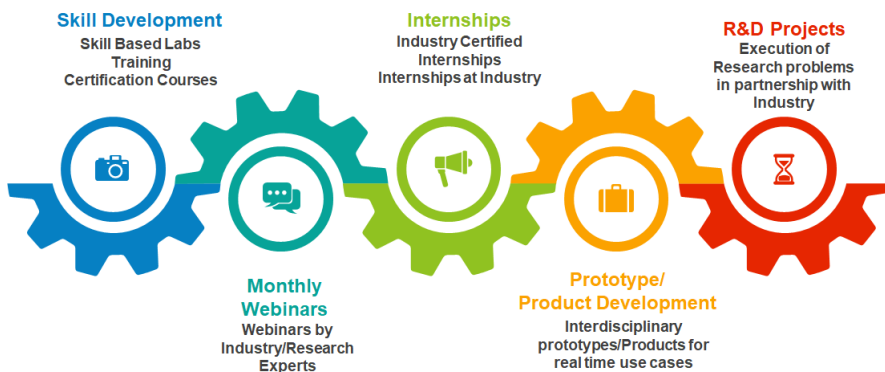 Skill Development
Skill Based Labs
Training
Certification Courses
Internships
Industry Certified
Internships
Internships at Industry
R&D Projects
Execution of
Research problems
in partnership with
Industry
Monthly
Webinars
Webinars by
Industry/Research
Experts
Prototype/
Product Development
Interdisciplinary
prototypes/Products for
real time use cases